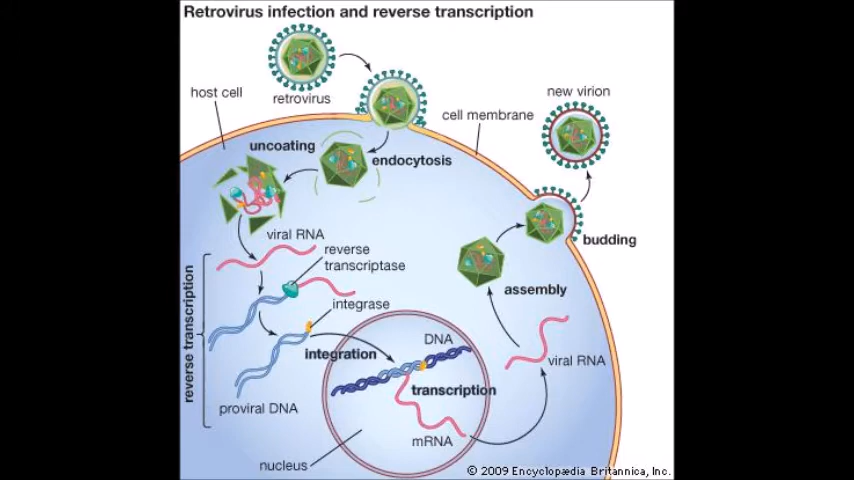 Retrovirus infection and reverse transcription
host cell
retrovirus
cell membrane
new virion
uncoating
endocytosis
viral RNA
reverse
transcriptase
integrase
reverse transcription
integration
proviral DNA
DNA
transcription
mRNA
nucleus
viral RNA
assembly
budding
© 2009 Encyclopædia Britannica, Inc.